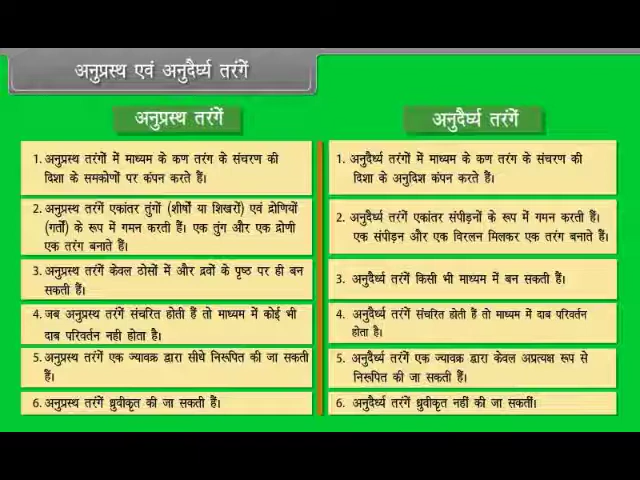 अनुप्रस्थ एवं अनुदैर्घ्य तरंगें
अनुप्रस्थ तरंगें
1. अनुप्रस्थ तरंगों में माध्यम के कण तरंग के संचरण की
दिशा के समकोणों पर कंपन करते हैं।
2. अनुप्रस्थ तरंगें एकांतर तुंगों (शीर्षों या शिखरों) एवं द्रोणियों
(गर्तों) के रूप में गमन करती हैं। एक तुंग और एक द्रोणी
एक तरंग बनाते हैं।
3. अनुप्रस्थ तरंगें केवल ठोसों में और द्रवों के पृष्ठ पर ही बन
सकती हैं।
4. जब अनुप्रस्थ तरंगें संचरित होती हैं तो माध्यम में कोई भी
दाब परिवर्तन नही होता है।
5. अनुप्रस्थ तरंगें एक ज्यावक्र द्वारा सीधे निरूपित की जा सकती
हैं।
6. अनुप्रस्थ तरंगें ध्रुवीकृत की जा सकती हैं।
अनुदैर्घ्य तरंगें
1. अनुदैर्घ्य तरंगों में माध्यम के कण तरंग के संचरण की
दिशा के अनुदिश कंपन करते हैं।
2. अनुदैर्घ्य तरंगें एकांतर संपीड़नों के रूप में गमन करती हैं।
एक संपीड़न और एक विरलन मिलकर एक तरंग बनाते हैं।
3. अनुदैर्घ्य तरंगें किसी भी माध्यम में बन सकती हैं।
4. अनुदैर्घ्य तरंगें संचरित होती हैं तो माध्यम में दाब परिवर्तन
होता है।
5. अनुदैर्घ्य तरंगें एक ज्यावक्र द्वारा केवल अप्रत्यक्ष रूप से
निरूपित की जा सकती हैं।
6. अनुदैर्घ्य तरंगें ध्रुवीकृत नहीं की जा सकतीं।